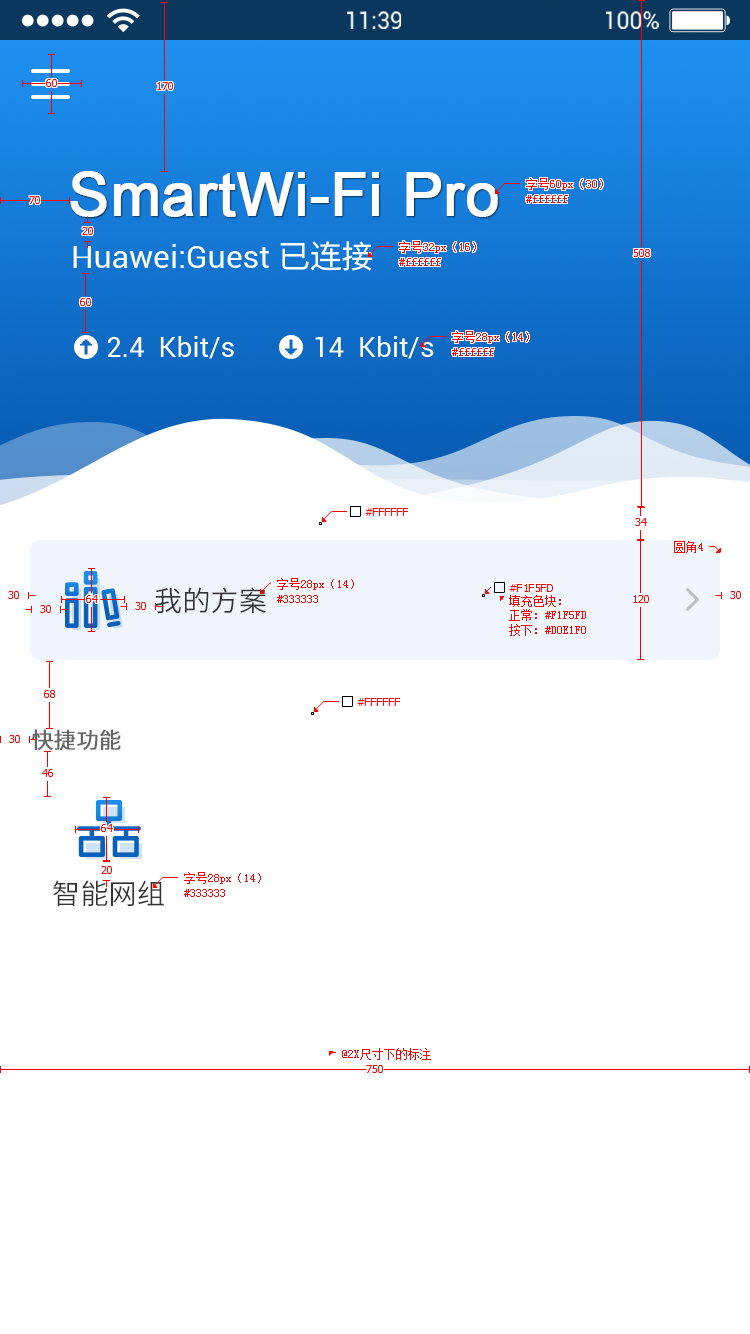 11:39
100%
60
170
SmartWi-Fi Pro
字号60px（30）
#ffffff
70
20
Huawei:Guest 已连接
字号32px（16）
#ffffff
508
60
2.4 Kbit/s
14 Kbit/s
字号28px（14）
#ffffff
#FFFFFF
34
圆角4
30
30
64
30
我的方案
字号28px（14）
#333333
#F1F5FD
填充色块：
正常：#F1F5FD
按下：#D0E1F0
120
30
68
#FFFFFF
30
快捷功能
46
64
20
智能网组
字号28px（14）
#333333
@2X尺寸下的标注
750